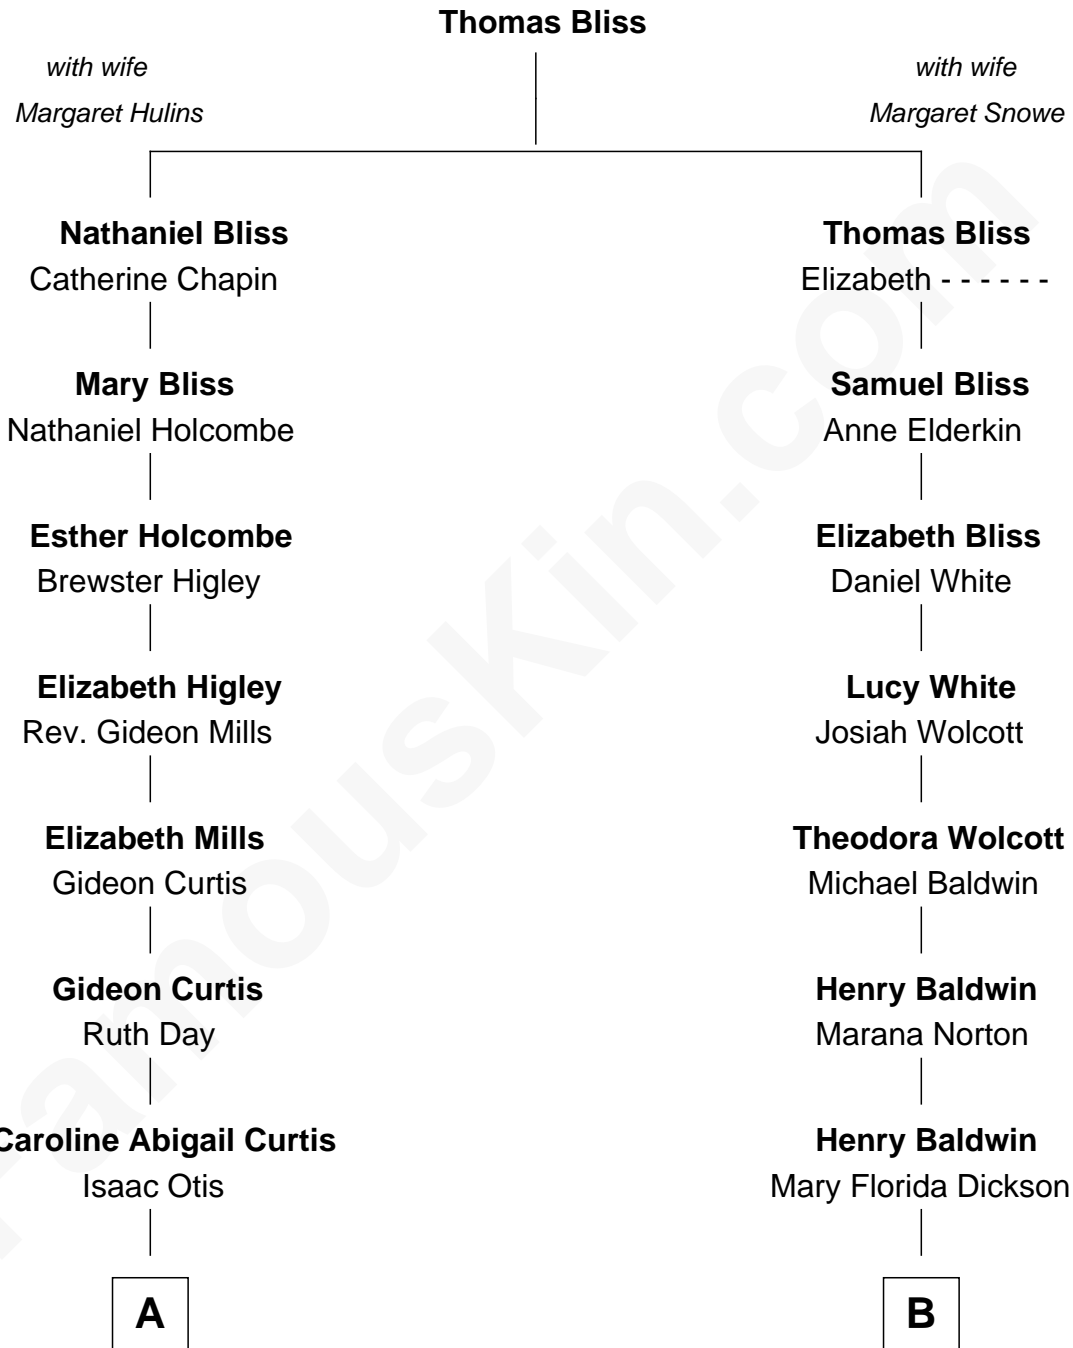 Thomas Bliss
with wife
Margaret Hulins
with wife
Margaret Snowe
Nathaniel Bliss
Catherine Chapin
Thomas Bliss
Elizabeth - - - - - -
Mary Bliss
Nathaniel Holcombe
Samuel Bliss
Anne Elderkin
Esther Holcombe
Brewster Higley
Elizabeth Bliss
Daniel White
Elizabeth Higley
Rev. Gideon Mills
Lucy White
Josiah Wolcott
Elizabeth Mills
Gideon Curtis
Theodora Wolcott
Michael Baldwin
Gideon Curtis
Ruth Day
Henry Baldwin
Marana Norton
Caroline Abigail Curtis
Isaac Otis
Henry Baldwin
Mary Florida Dickson
A
B
FamousKin.com